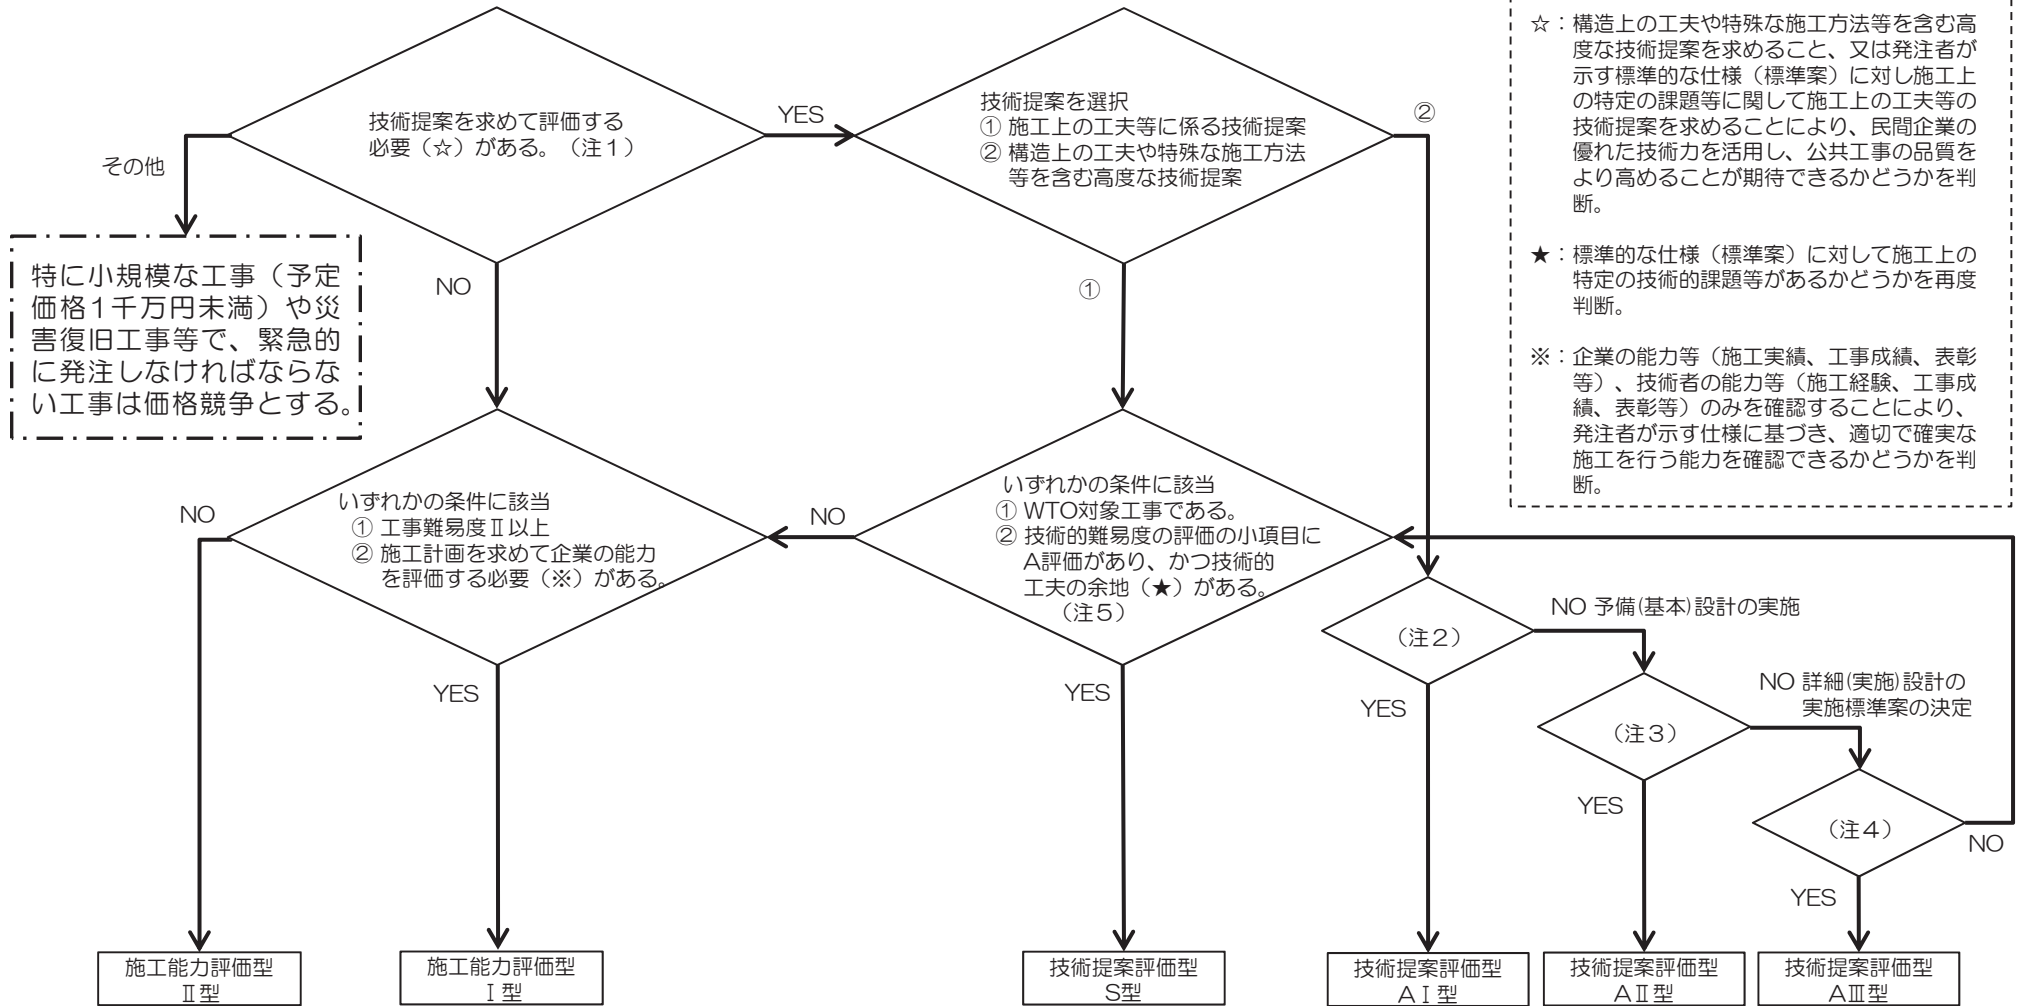 技術提案を求めて評価する
必要（☆）がある。（注１）
YES
NO
その他
特に小規模な工事（予定
価格1千万円未満）や災
害復旧工事等で、緊急的
に発注しなければならな
い工事は価格競争とする。
技術提案を選択
① 施工上の工夫等に係る技術提案
② 構造上の工夫や特殊な施工方法
等を含む高度な技術提案
②
①
☆：構造上の工夫や特殊な施工方法等を含む高
度な技術提案を求めること、又は発注者が
示す標準的な仕様（標準案）に対し施工上
の特定の課題等に関して施工上の工夫等の
技術提案を求めることにより、民間企業の
優れた技術力を活用し、公共工事の品質を
より高めることが期待できるかどうかを判
断。
★：標準的な仕様（標準案）に対して施工上の
特定の技術的課題等があるかどうかを再度
判断。
※：企業の能力等（施工実績、工事成績、表彰
等）、技術者の能力等（施工経験、工事成
績、表彰等）のみを確認することにより、
発注者が示す仕様に基づき、適切で確実な
施工を行う能力を確認できるかどうかを判
断。
いずれかの条件に該当
① 工事難易度Ⅱ以上
② 施工計画を求めて企業の能力
を評価する必要（※）がある。
NO
YES
いずれかの条件に該当
① WTO対象工事である。
② 技術的難易度の評価の小項目に
A評価があり、かつ技術的
工夫の余地（★）がある。
（注５）
NO
YES
（注２）
NO 予備(基本)設計の実施
YES
（注３）
NO 詳細(実施)設計の
実施標準案の決定
YES
（注４）
NO
YES
施工能力評価型
Ⅱ型
施工能力評価型
Ⅰ型
技術提案評価型
S型
技術提案評価型
AⅠ型
技術提案評価型
AⅡ型
技術提案評価型
AⅢ型